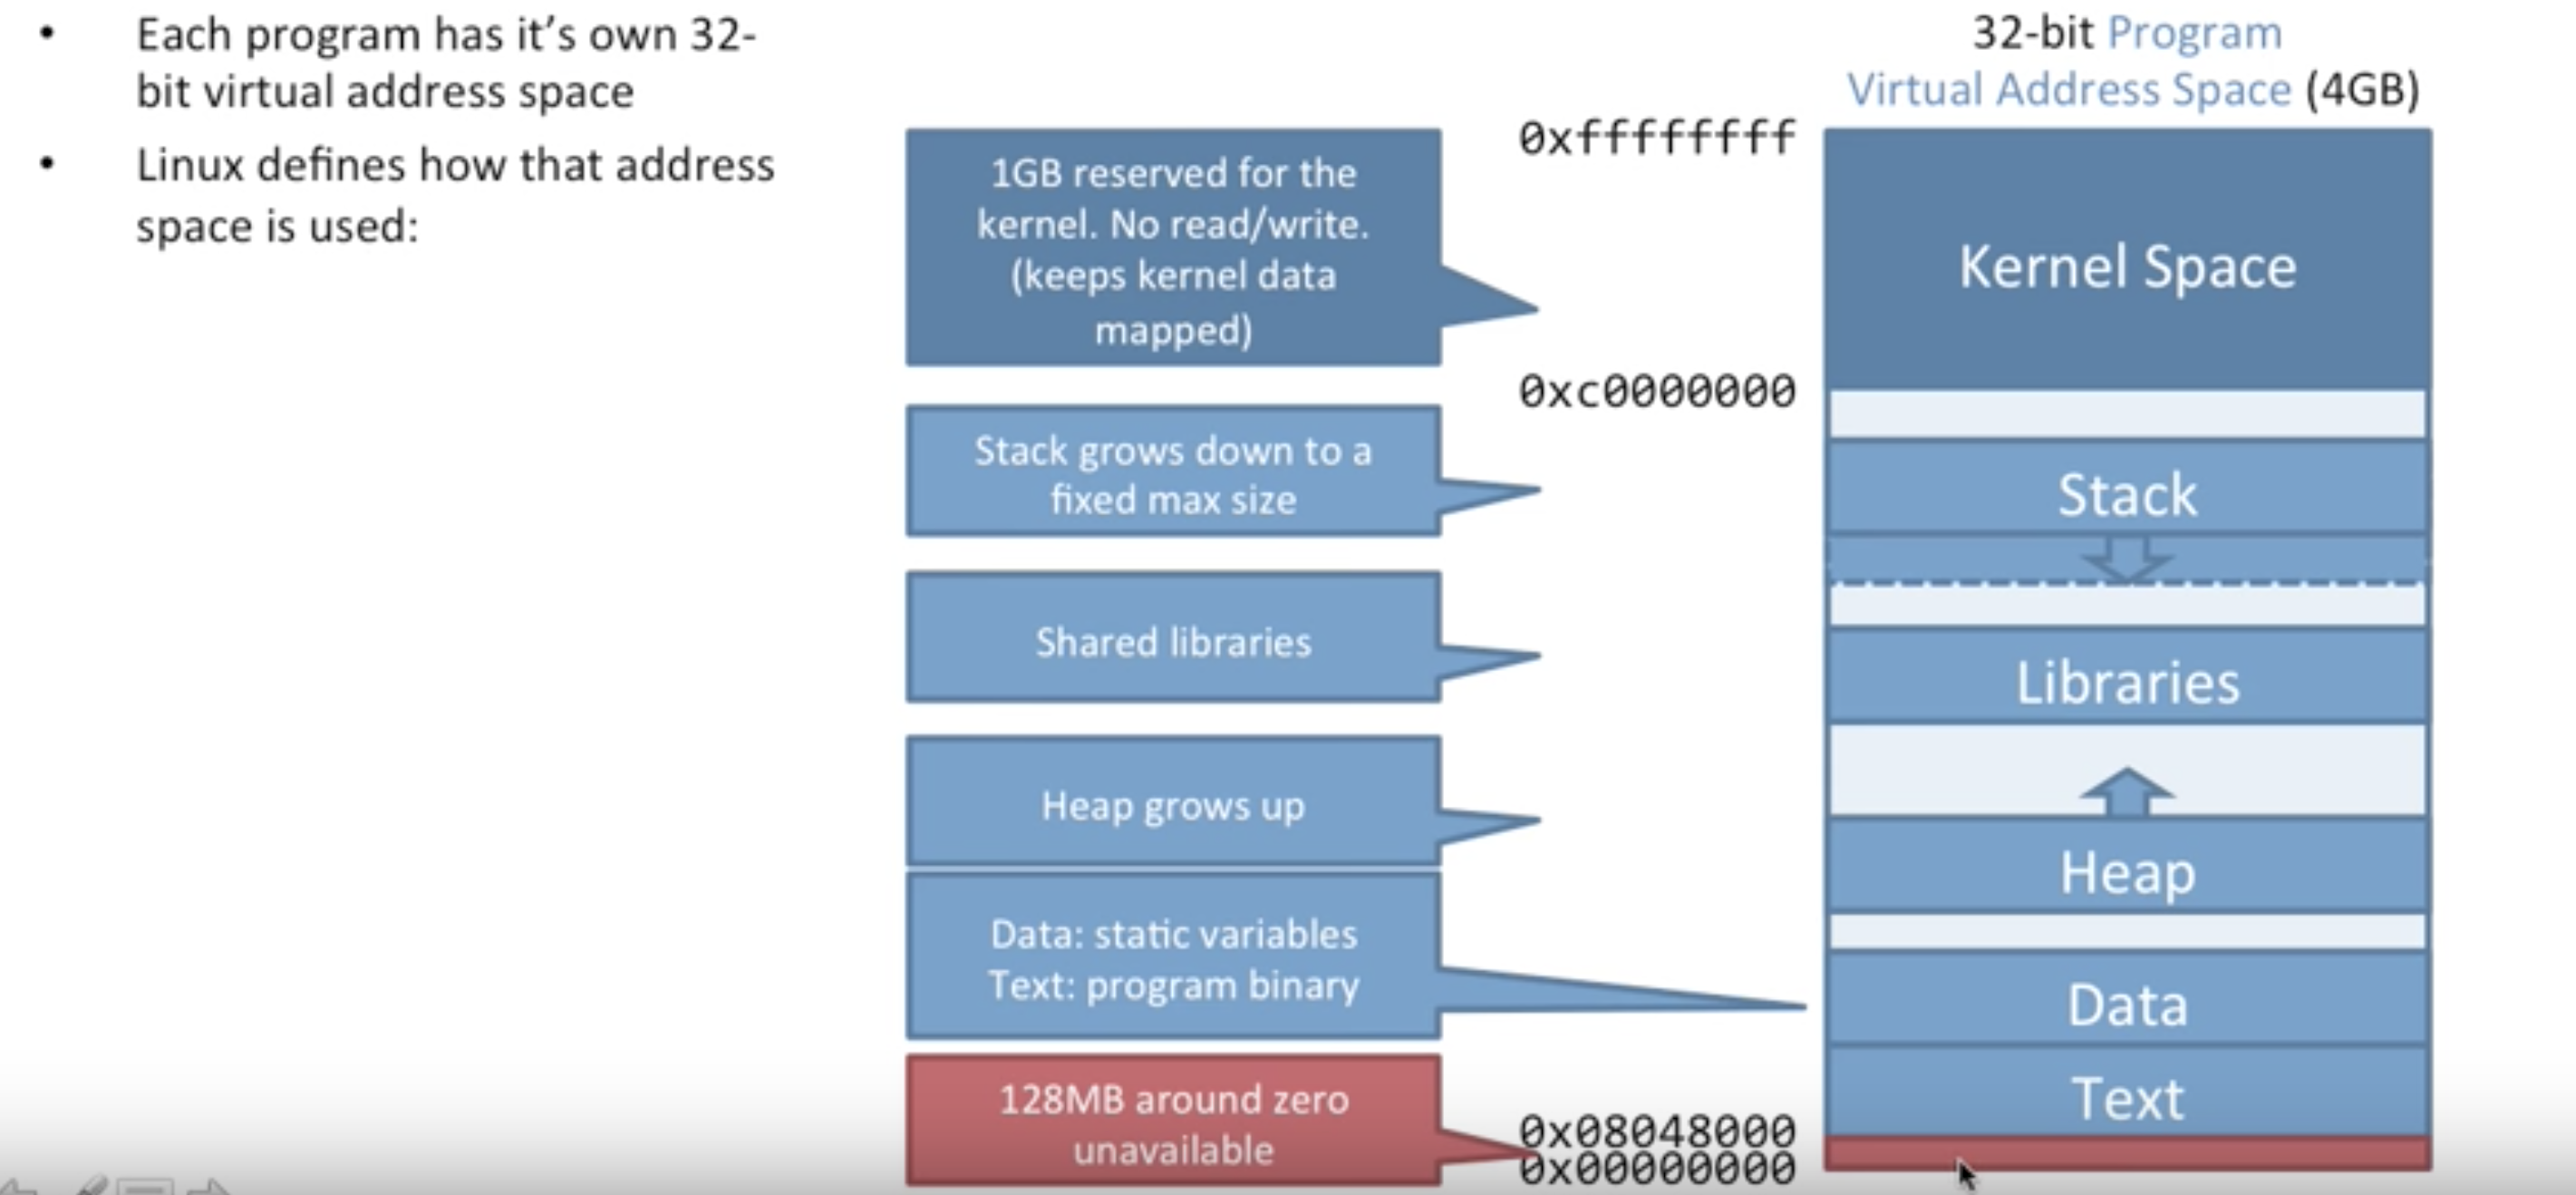 • Each program has it’s own 32-
bit virtual address space
• Linux defines how that address
space is used:
32-bit Program
Virtual Address Space (4GB)
0xffffffff
1GB reserved for the
kernel. No read/write.
(keeps kernel data
mapped)
Kernel Space
0xc0000000
Stack grows down to a
fixed max size
Stack
Shared libraries
Libraries
Heap grows up
Heap
Data: static variables
Text: program binary
Data
Text
128MB around zero
unavailable
0x08048000
0x00000000